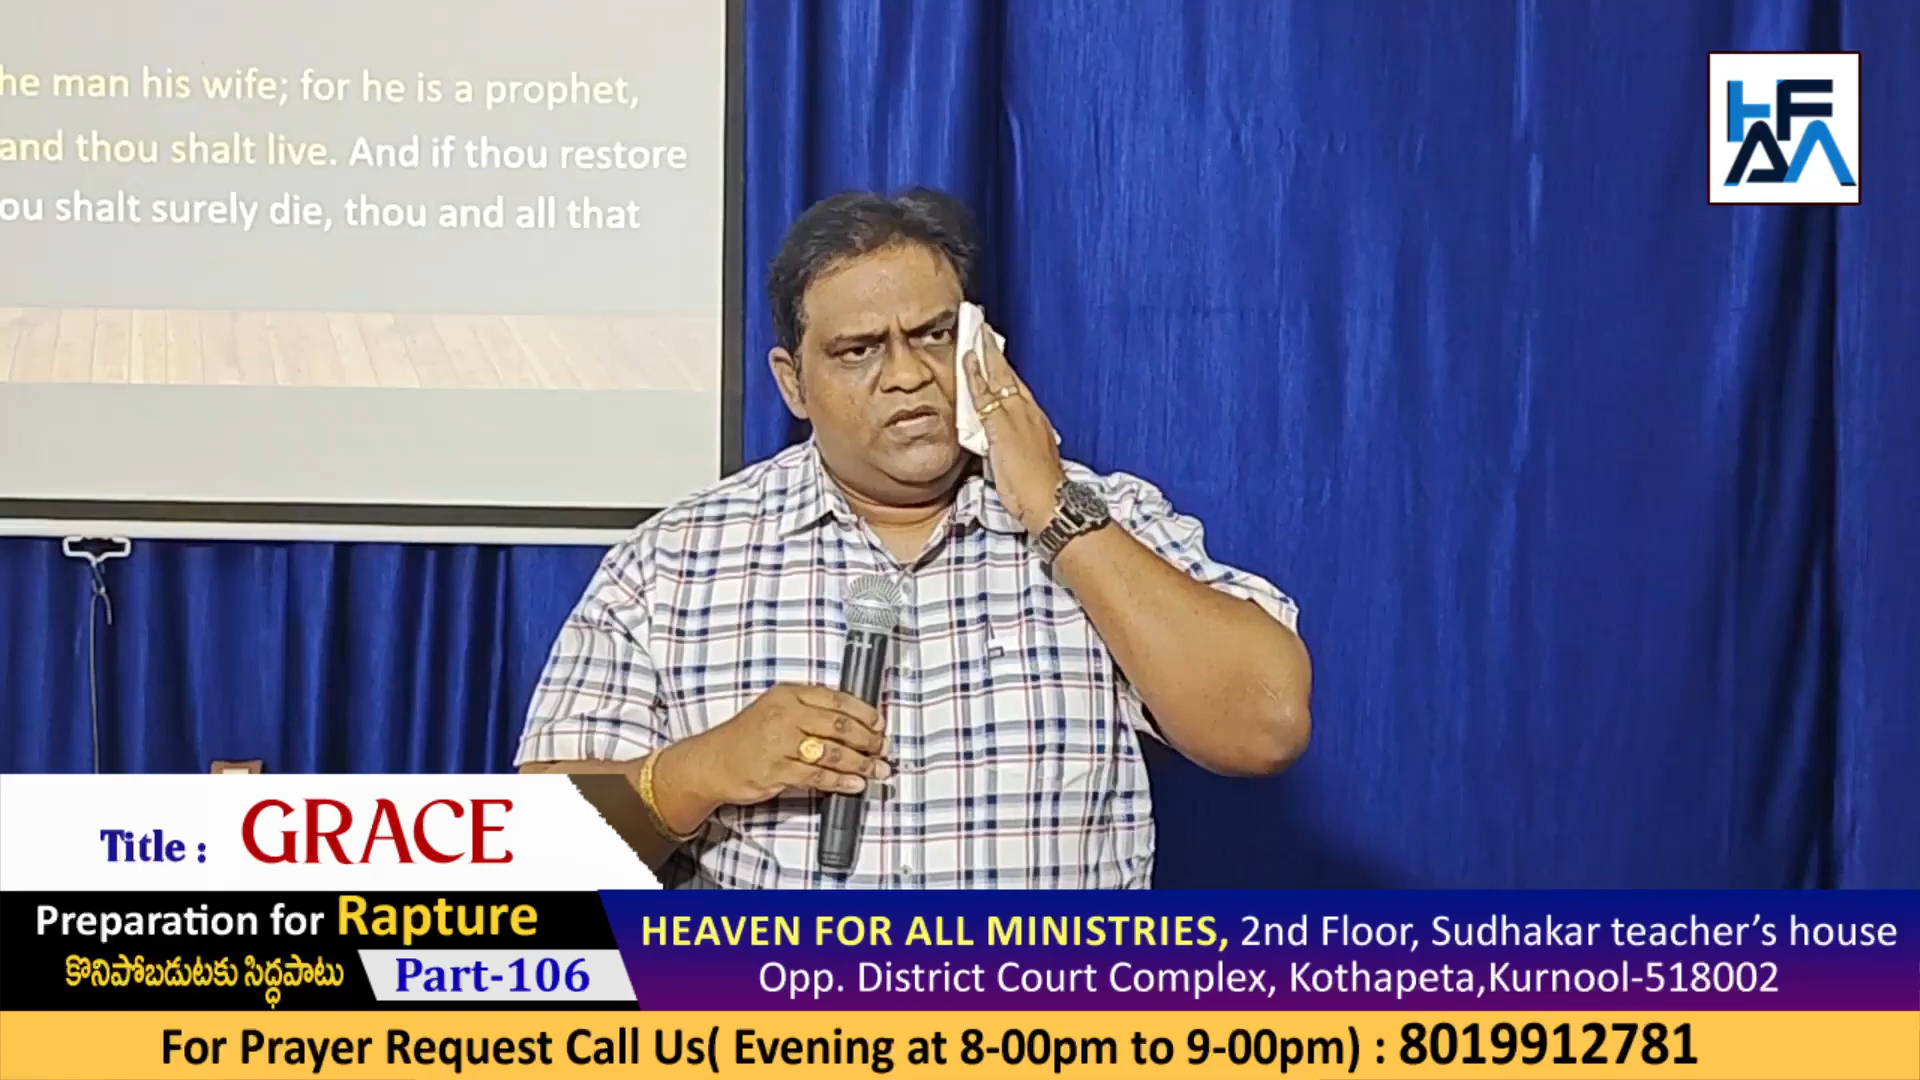 he man his wife; for he is a prophet,
and thou shalt live. And if thou restore
ou shalt surely die, thou and all that
HFAM
Title : GRACE
Preparation for Rapture
కొనిపోబడుటకు సిద్ధపాటు
Part-106
HEAVEN FOR ALL MINISTRIES, 2nd Floor, Sudhakar teacher’s house
Opp. District Court Complex, Kothapeta,Kurnool-518002
For Prayer Request Call Us( Evening at 8-00pm to 9-00pm) : 8019912781